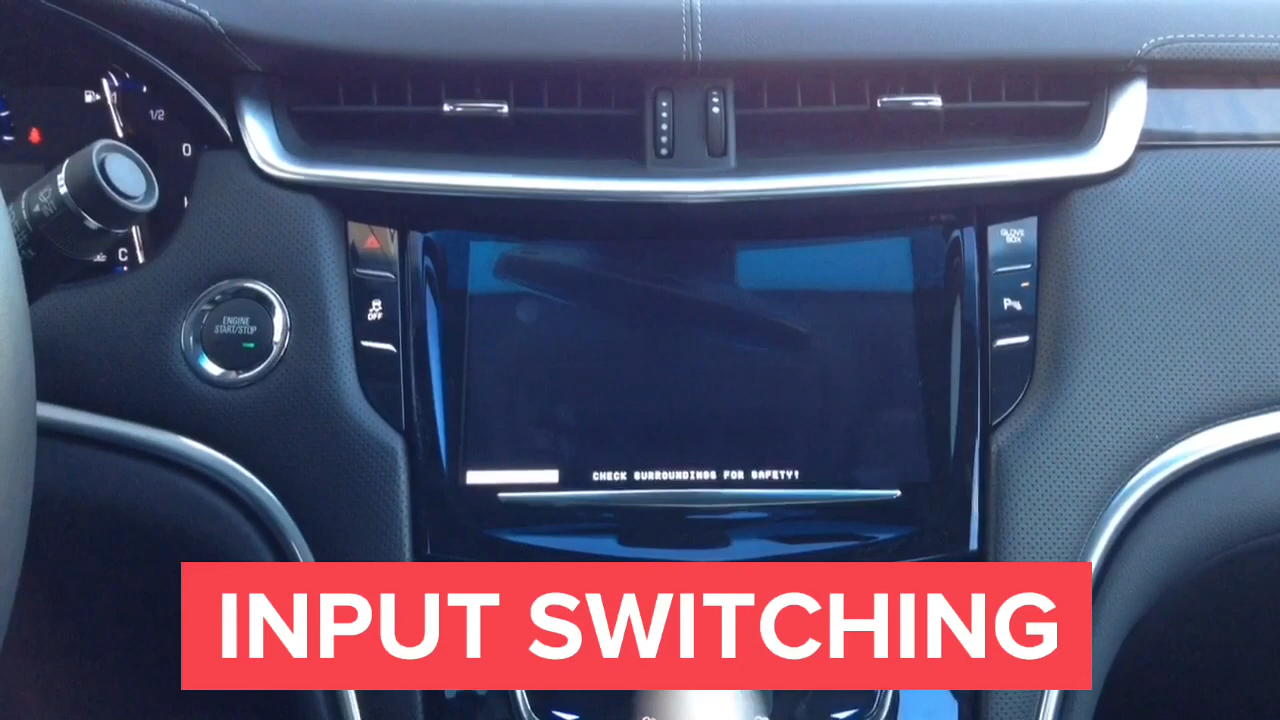 1/2
0
C
ENGINE
START/STOP
OFF
GLOVE
BOX
P
CHECK SURROUNDINGS FOR SAFETY!
INPUT SWITCHING